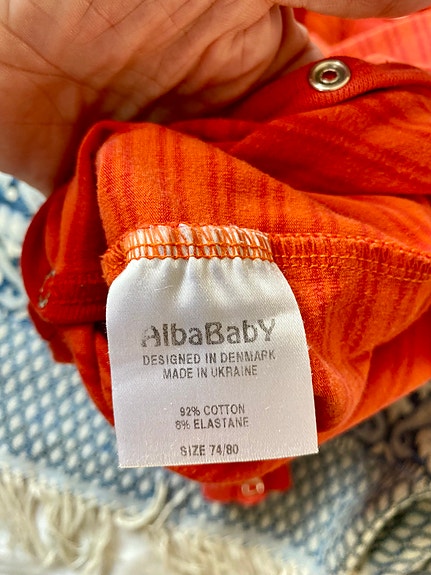 AlbaBabY
DESIGNED IN DENMARK
MADE IN UKRAINE
92% COTTON
8% ELASTANE
SIZE 74/80